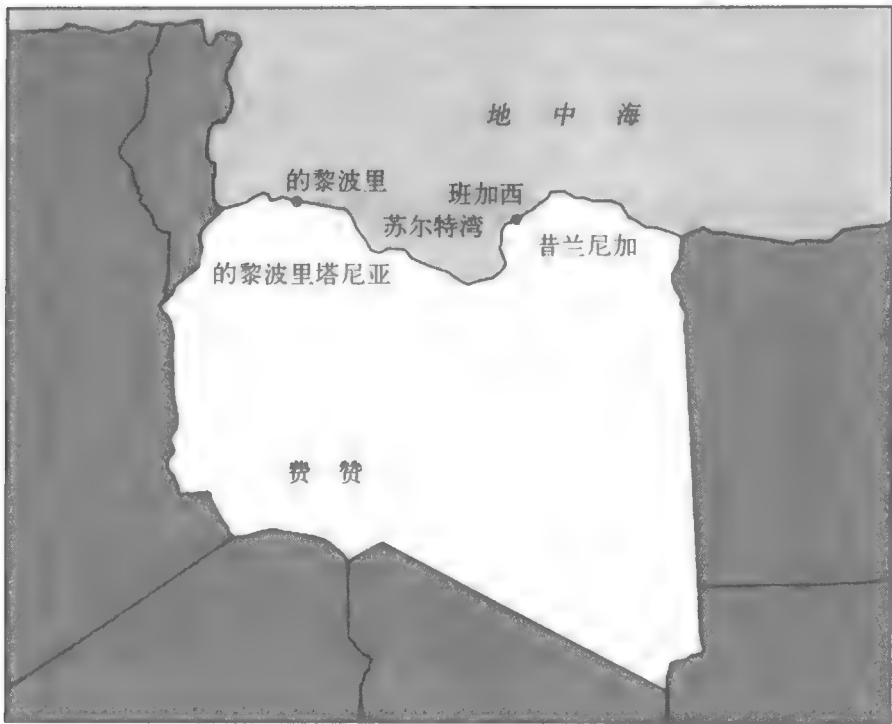 地中海
的黎波里
班加西
苏尔特湾
昔兰尼加
的黎波里塔尼亚
费赞